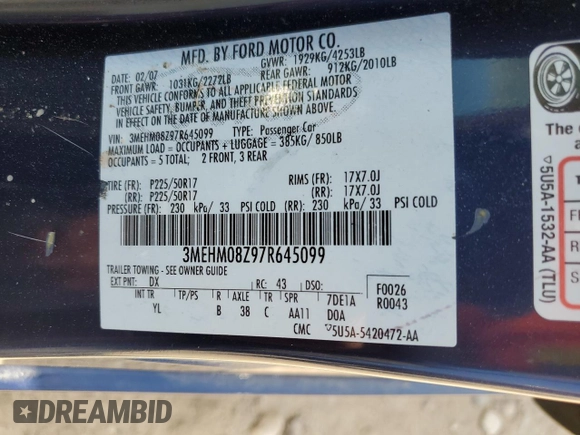 MFD. BY FORD MOTOR CO.
02/07
GVWR: 1929KG/4253LB
FRONT GAWR: 1031KG/2272LB
REAR GAWR: 912KG/2010LB
THIS VEHICLE CONFORMS TO ALL APPLICABLE FEDERAL MOTOR
VEHICLE SAFETY, BUMPER, AND THEFT PREVENTION STANDARDS
IN EFFECT ON THE DATE OF MANUFACTURE SHOWN ABOVE.
VIN: 3MEHM08Z97R645099 TYPE: Passenger Car
MAXIMUM LOAD = OCCUPANTS + LUGGAGE = 385KG/ 850LB
OCCUPANTS = 5 TOTAL: 2 FRONT, 3 REAR
TIRE (FR): P225/50R17 RIMS (FR): 17X7.0J
(RR): P225/50R17 (RR): 17X7.0J
PRESSURE (FR): 230 kPa/ 33 PSI COLD (RR): 230 kPa/ 33 PSI COLD
3MEHM08Z97R645099
TRAILER TOWING - SEE OWNER GUIDE
EXT PNT: DX RC: 43 DSO:
F0026
R0043
INT TR TP/PS R AXLE TR SPR 7DE1A
YL B 38 C AA11 DOA
CMC 5U5A-5420472-AA
5U5A-1532-AA (TLU)
The
DREAMBID